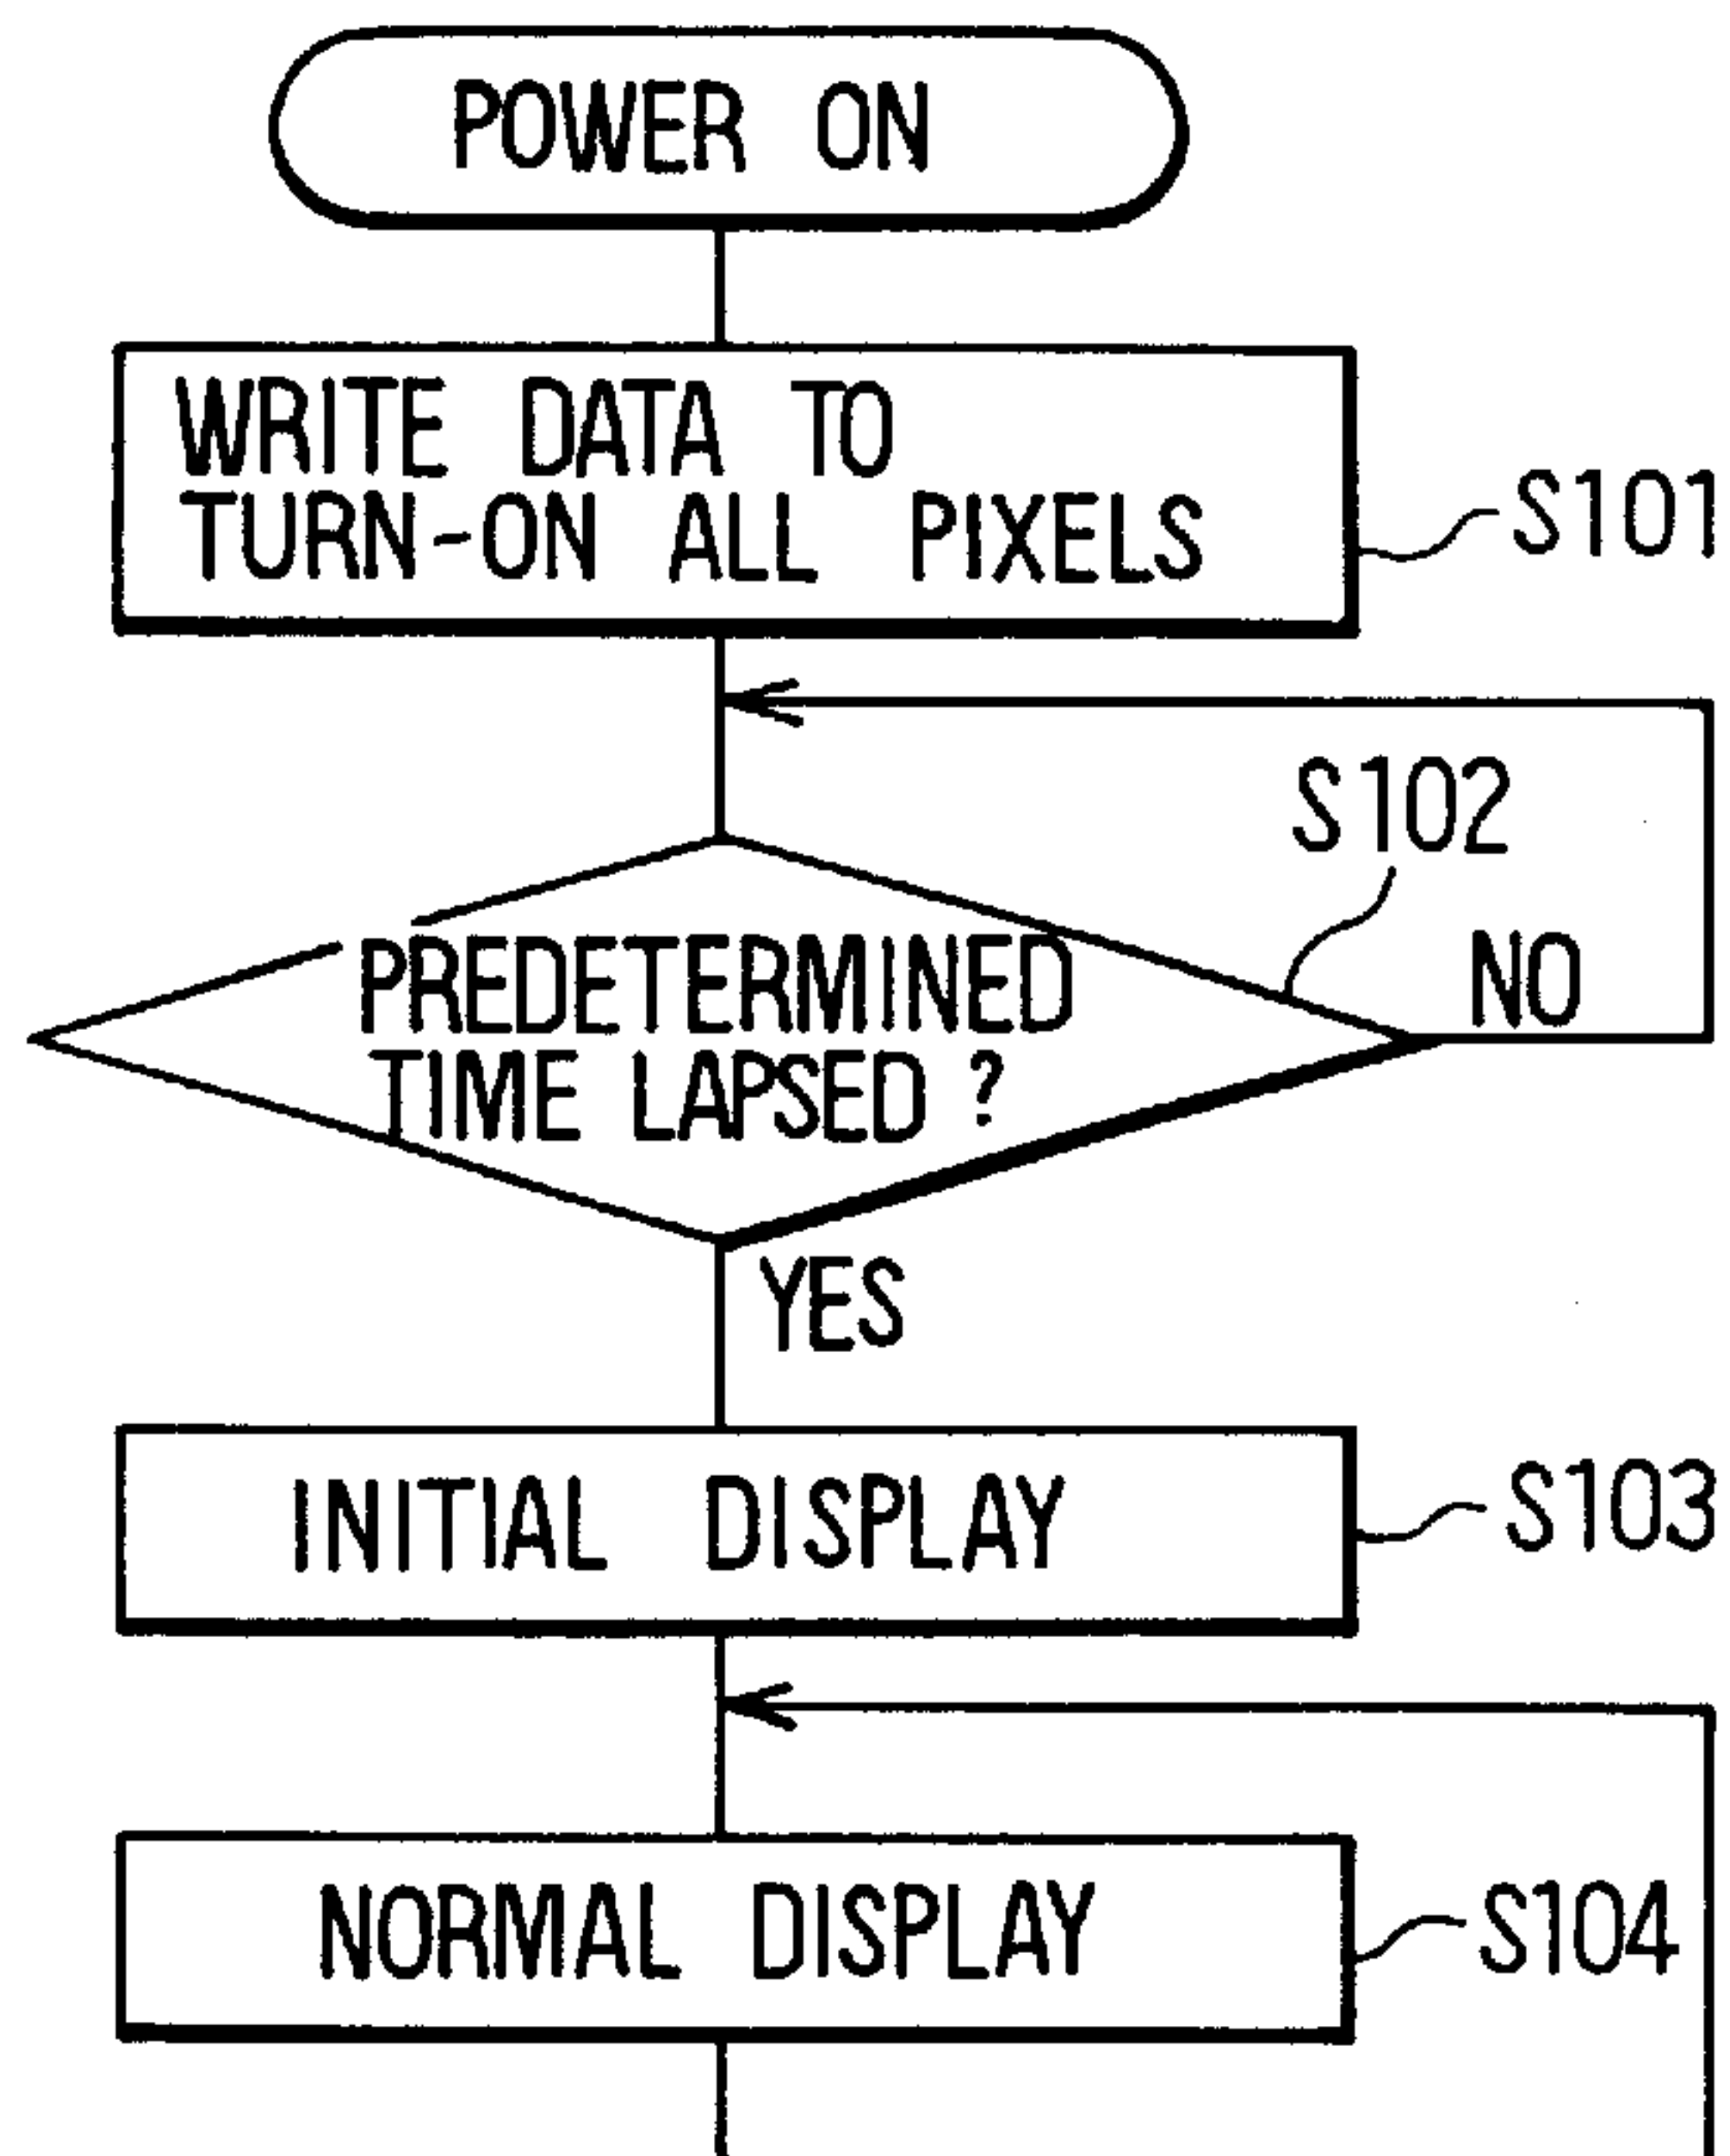 POWER ON
WRITE DATA TO
TURN-ON ALL PIXELS
S101
S102
PREDETERMINED
TIME LAPSED ?
NO
YES
INITIAL DISPLAY
S103
NORMAL DISPLAY
S104